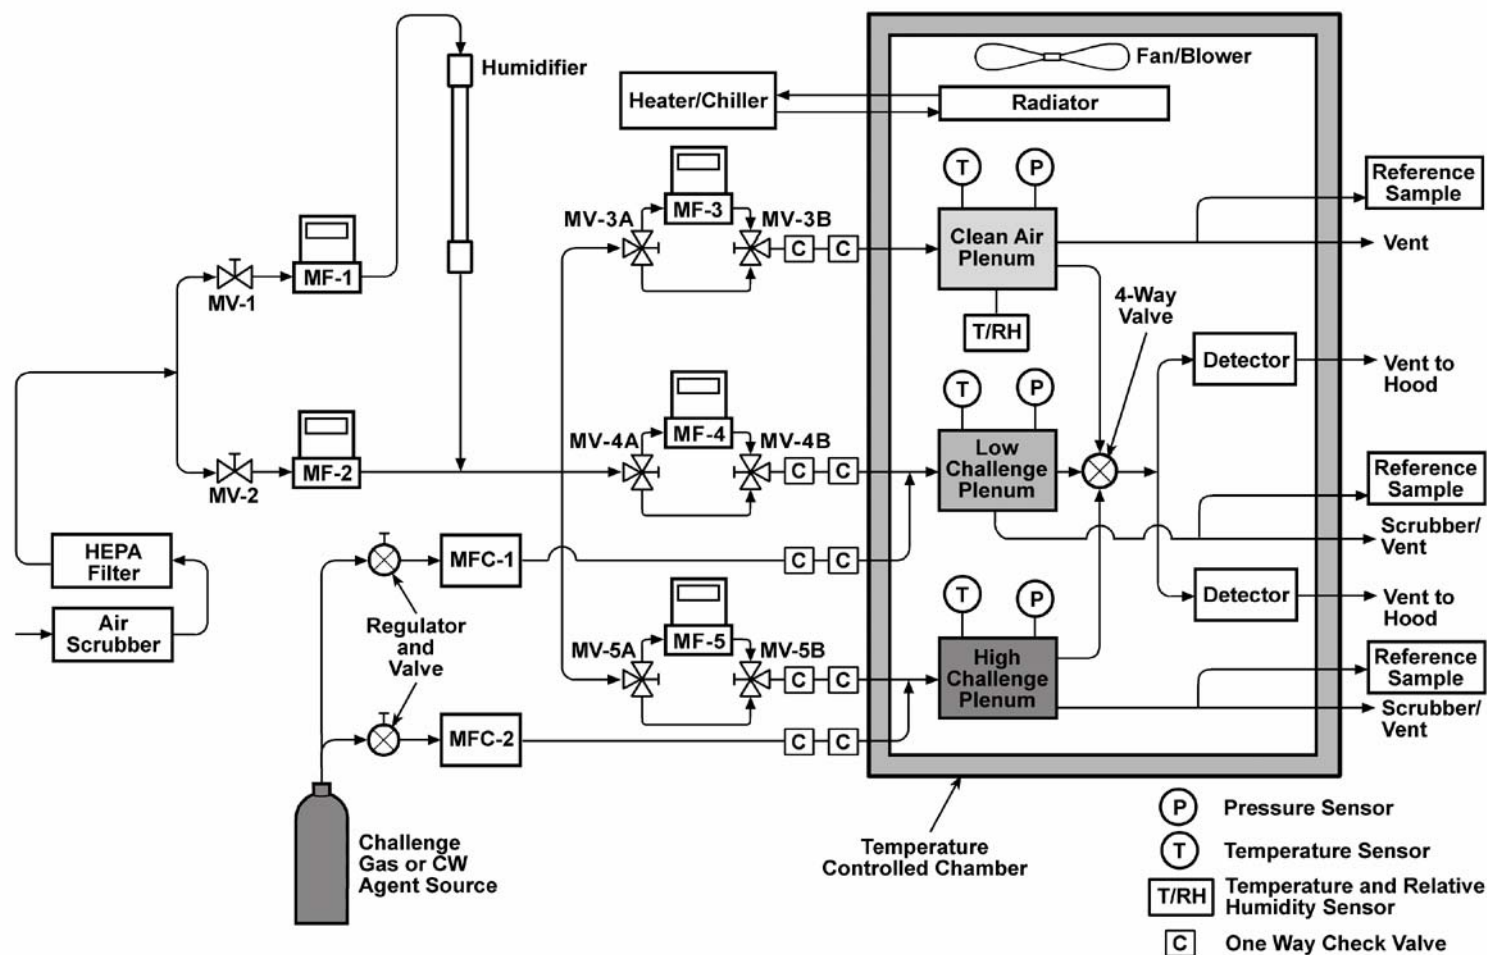 Humidifier
Fan/Blower
Heater/Chiller
Radiator
T
P
Reference
Sample
MV-3A
MF-3
MV-3B
C
C
Clean Air
Plenum
Vent
MV-1
MF-1
T/RH
4-Way
Valve
Detector
Vent to
Hood
T
P
MV-4A
MF-4
MV-4B
C
C
Low
Challenge
Plenum
Reference
Sample
MV-2
MF-2
Scrubber/
Vent
HEPA
Filter
MFC-1
C
C
Air
Scrubber
Regulator
and
Valve
T
P
Detector
Vent to
Hood
MV-5A
MF-5
MV-5B
C
C
High
Challenge
Plenum
Reference
Sample
Scrubber/
Vent
MFC-2
C
C
Challenge
Gas or CW
Agent Source
Temperature
Controlled Chamber
P
Pressure Sensor
T
Temperature Sensor
T/RH
Temperature and Relative
Humidity Sensor
C
One Way Check Valve